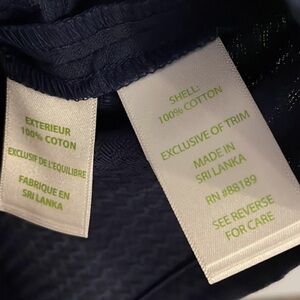 EXTERIEUR
100% COTON
EXCLUSIF DE L'EQUILIBRE
FABRIQUE EN
SRI LANKA
SHELL:
100% COTTON
EXCLUSIVE OF TRIM
MADE IN
SRI LANKA
RN #88189
SEE REVERSE
FOR CARE